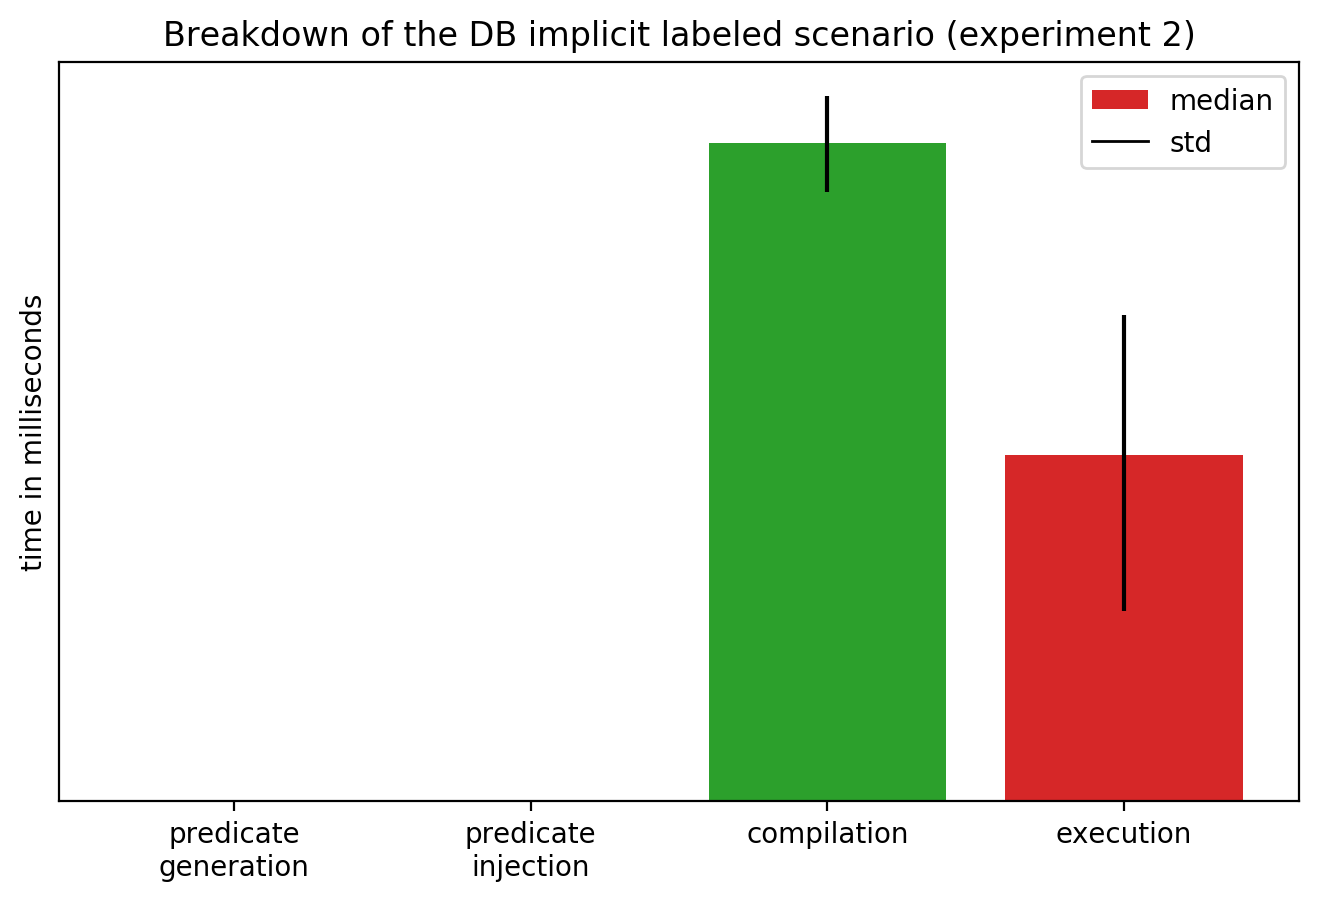 Breakdown of the DB implicit labeled scenario (experiment 2)
median
std
time in milliseconds
predicate
generation
predicate
injection
compilation
execution